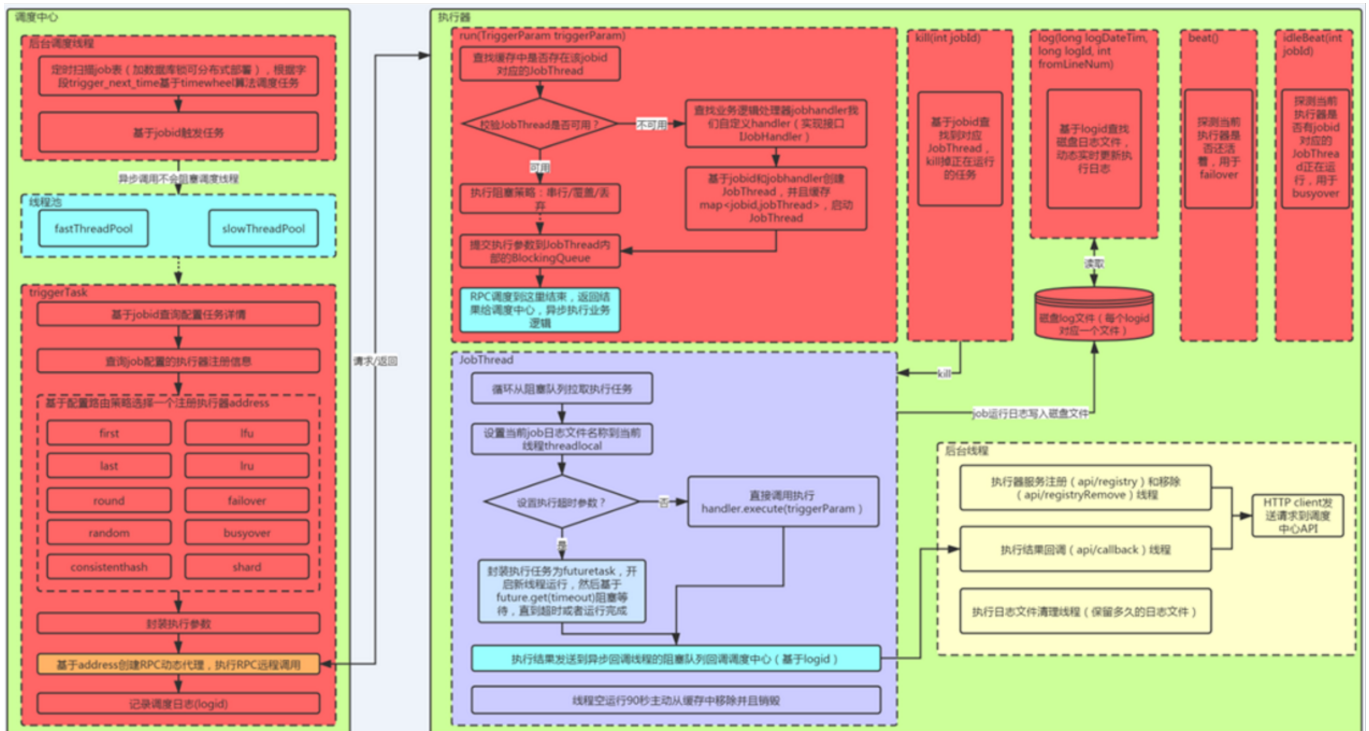 调度中心
后台调度线程
定时扫描job表（加数据库锁可分布式部署），根据字
段trigger_next_time基于timewheel算法调度任务
基于jobid触发任务
异步调用不会阻塞调度线程
线程池
fastThreadPool
slowThreadPool
triggerTask
基于jobid查询配置任务详情
查询job配置的执行器注册信息
基于配置路由策略选择一个注册执行器address
first
lfu
last
lru
round
failover
random
busyover
consistenthash
shard
封装执行参数
基于address创建RPC动态代理，执行RPC远程调用
记录调度日志(logid)
请求/返回
执行器
run(TriggerParam triggerParam)
查找缓存中是否存在该jobid
对应的JobThread
校验JobThread是否可用？
不可用
查找业务逻辑处理器jobhandler我
们自定义handler（实现接口
IJobHandler）
可用
执行阻塞策略：串行/覆盖/丢
弃
基于jobid和jobhandler创建
JobThread，并且缓存
map<jobid,jobThread>，启动
JobThread
提交执行参数到JobThread内
部的BlockingQueue
RPC调度到这里结束，返回结
果给调度中心，异步执行业务
逻辑
kill(int jobId)
基于jobid查
找到对应
JobThread，
kill掉正在运行
的任务
kill
log(long logDateTim,
long logId, int
fromLineNum)
基于logid查找
磁盘日志文件，
动态实时更新执
行日志
读取
磁盘log文件（每个logid
对应一个文件）
job运行日志写入磁盘文件
beat()
探测当前
执行器是
否还活
着，用于
failover
idleBeat(int
jobId)
探测当前
执行器是
否有jobid
对应的
JobThrea
d正在运
行，用于
busyover
JobThread
循环从阻塞队列拉取执行任务
设置当前job日志文件名称到当前
线程threadlocal
设置执行超时参数？
否
直接调用执行
handler.execute(triggerParam )
是
封装执行任务为futuretask，开
启新线程运行，然后基于
future.get(timeout)阻塞等
待，直到超时或者运行完成
执行结果发送到异步回调线程的阻塞队列回调调度中心（基于logid）
线程空运行90秒主动从缓存中移除并且销毁
后台线程
执行器服务注册（api/registry）和移除
（api/registryRemove）线程
执行结果回调（api/callback）线程
执行日志文件清理线程（保留多久的日志文件）
HTTP client发
送请求到调度
中心API